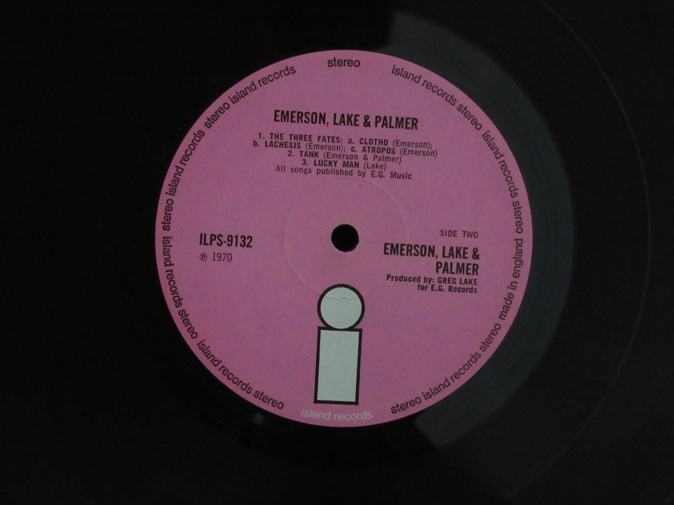 stereo
island records
EMERSON, LAKE & PALMER
1. THE THREE FATES: a. CLOTHO (Emerson);
b. LACHESIS (Emerson); c. ATROPOS (Emerson)
2. TANK (Emerson & Palmer)
3. LUCKY MAN (Lake)
All songs published by E.G. Music
ILPS-9132
℗ 1970
SIDE TWO
EMERSON, LAKE &
PALMER
Produced by: GREG LAKE
for E.G. Records
i
island records
stereo island records stereo made in england
stereo island records stereo
island records stereo island records stereo
stereo island records stereo island records